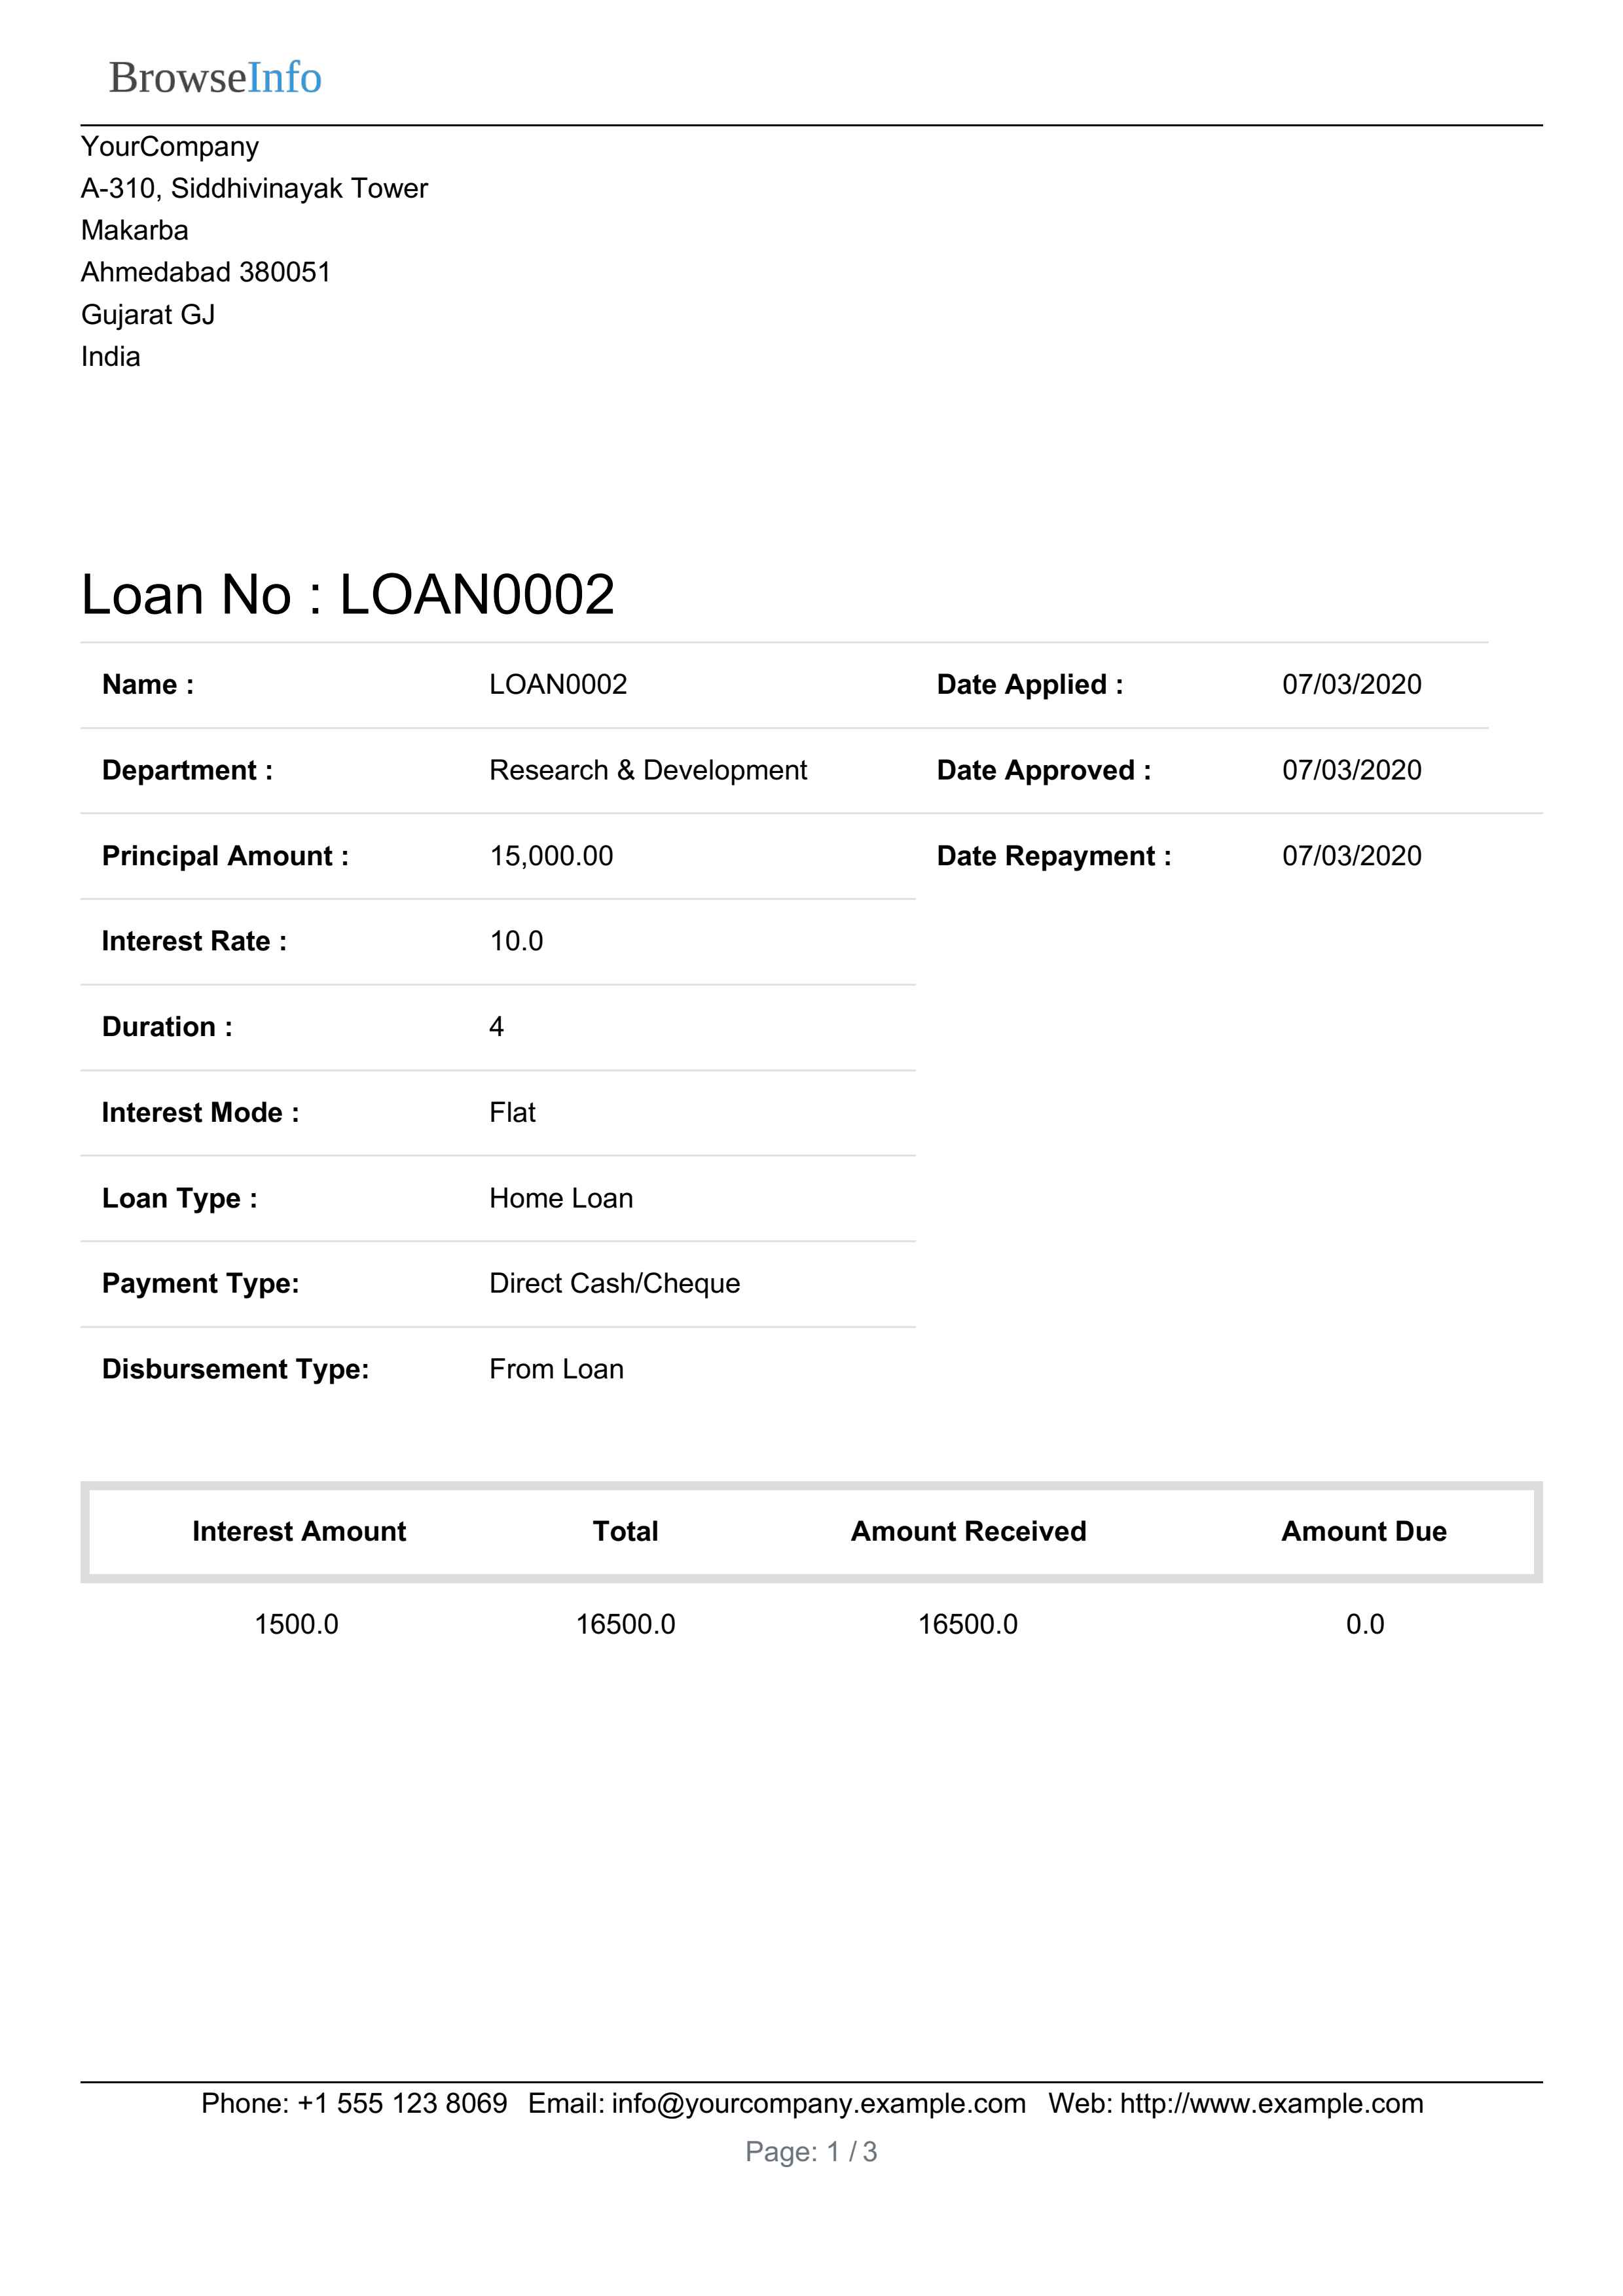 BrowseInfo
YourCompany
A-310, Siddhivinayak Tower
Makarba
Ahmedabad 380051
Gujarat GJ
India
Loan No : LOAN0002
Name : LOAN0002 Date Applied : 07/03/2020
Department : Research & Development Date Approved : 07/03/2020
Principal Amount : 15,000.00 Date Repayment : 07/03/2020
Interest Rate : 10.0
Duration : 4
Interest Mode : Flat
Loan Type : Home Loan
Payment Type: Direct Cash/Cheque
Disbursement Type: From Loan
Interest Amount Total Amount Received Amount Due
1500.0 16500.0 16500.0 0.0
Phone: +1 555 123 8069 Email: info@yourcompany.example.com Web: http://www.example.com
Page: 1 / 3